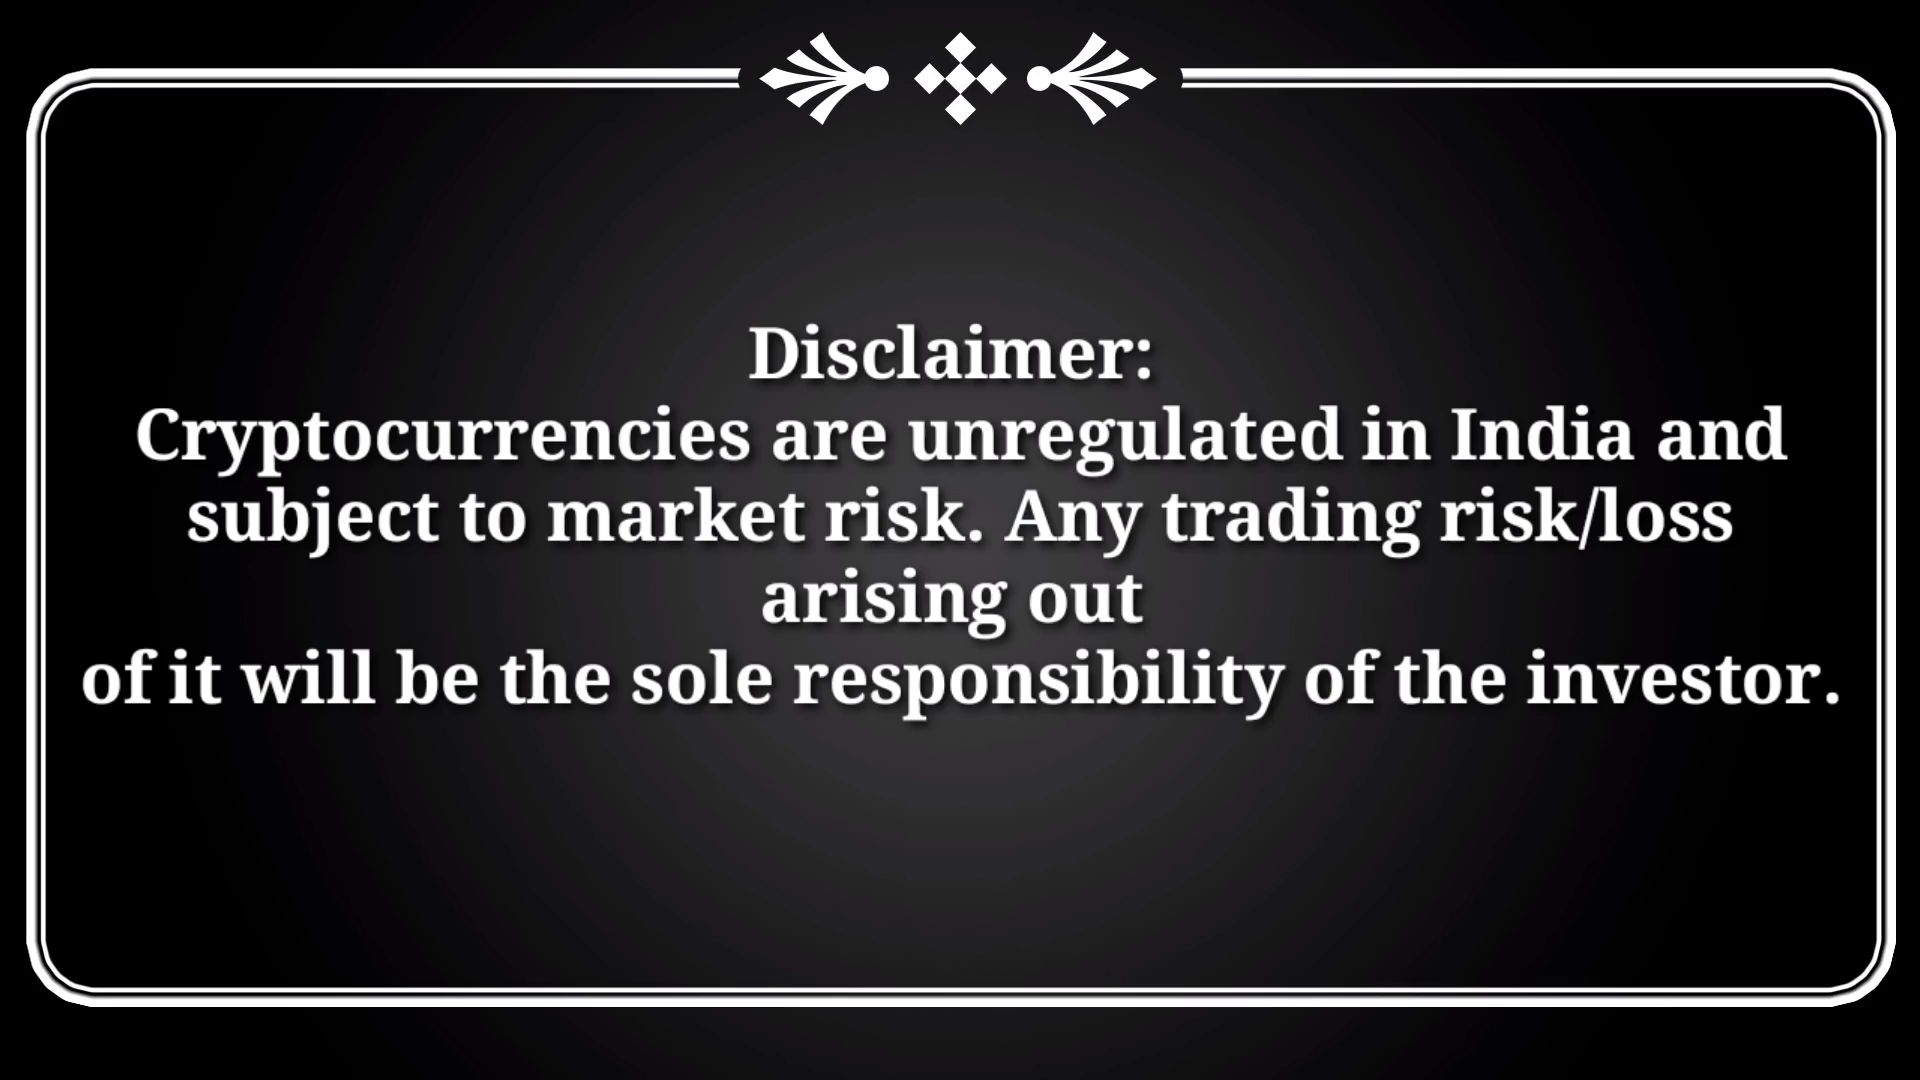 Disclaimer:
Cryptocurrencies are unregulated in India and
subject to market risk. Any trading risk/loss
arising out
of it will be the sole responsibility of the investor.